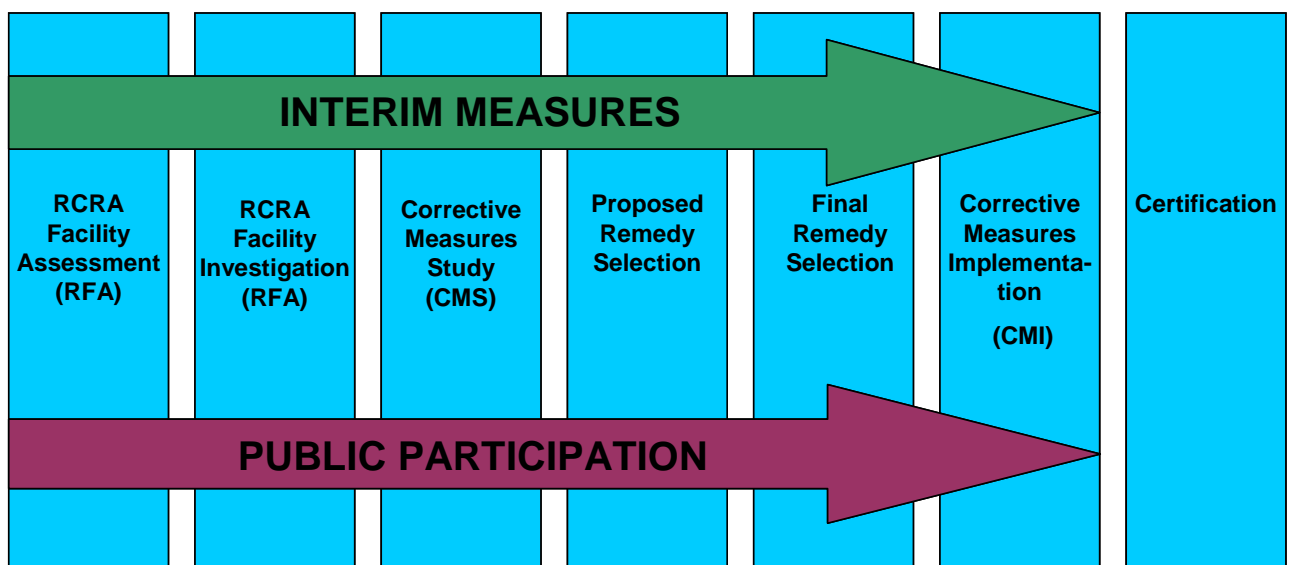 INTERIM MEASURES
RCRA
Facility
Assessment
(RFA)
RCRA
Facility
Investigation
(RFA)
Corrective
Measures
Study
(CMS)
Proposed
Remedy
Selection
Final
Remedy
Selection
Corrective
Measures
Implementa-
tion
(CMI)
Certification
PUBLIC PARTICIPATION